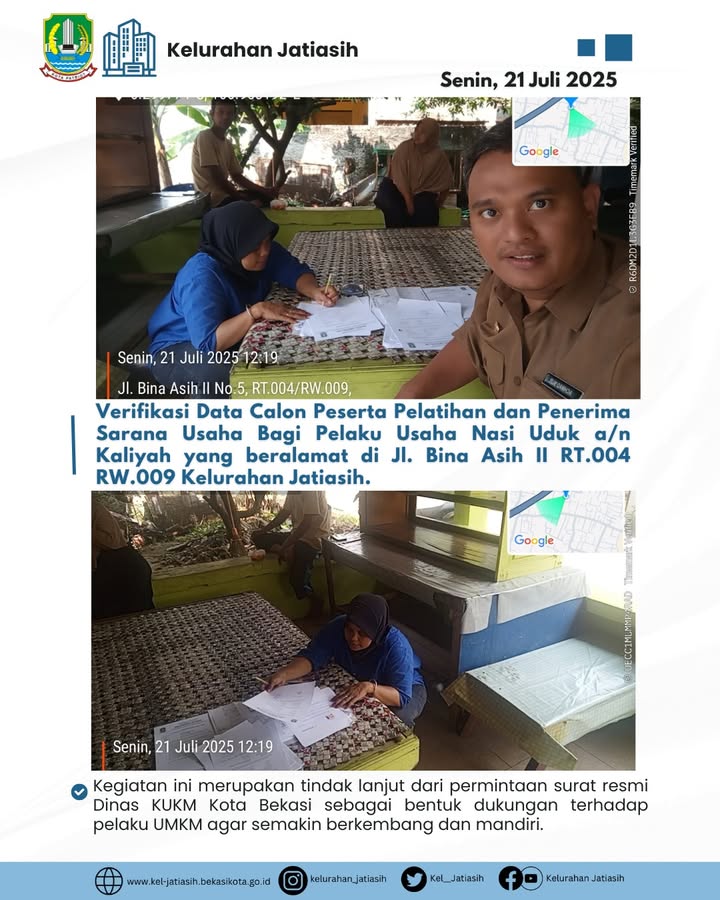 Kelurahan Jatiasih
Senin, 21 Juli 2025
Google
Timemark Verified
Senin, 21 Juli 2025 12:19
Jl. Bina Asih II No.5, RT.004/RW.009,
Verifikasi Data Calon Peserta Pelatihan dan Penerima
Sarana Usaha Bagi Pelaku Usaha Nasi Uduk a/n
Kaliyah yang beralamat di Jl. Bina Asih II RT.004
RW.009 Kelurahan Jatiasih.
Google
Timemark Verified
Senin, 21 Juli 2025 12:19
Kegiatan ini merupakan tindak lanjut dari permintaan surat resmi
Dinas KUKM Kota Bekasi sebagai bentuk dukungan terhadap
pelaku UMKM agar semakin berkembang dan mandiri.
www.kel-jatiasih.bekasikota.go.id
kelurahan_jatiasih
Kel__Jatiasih
Kelurahan Jatiasih